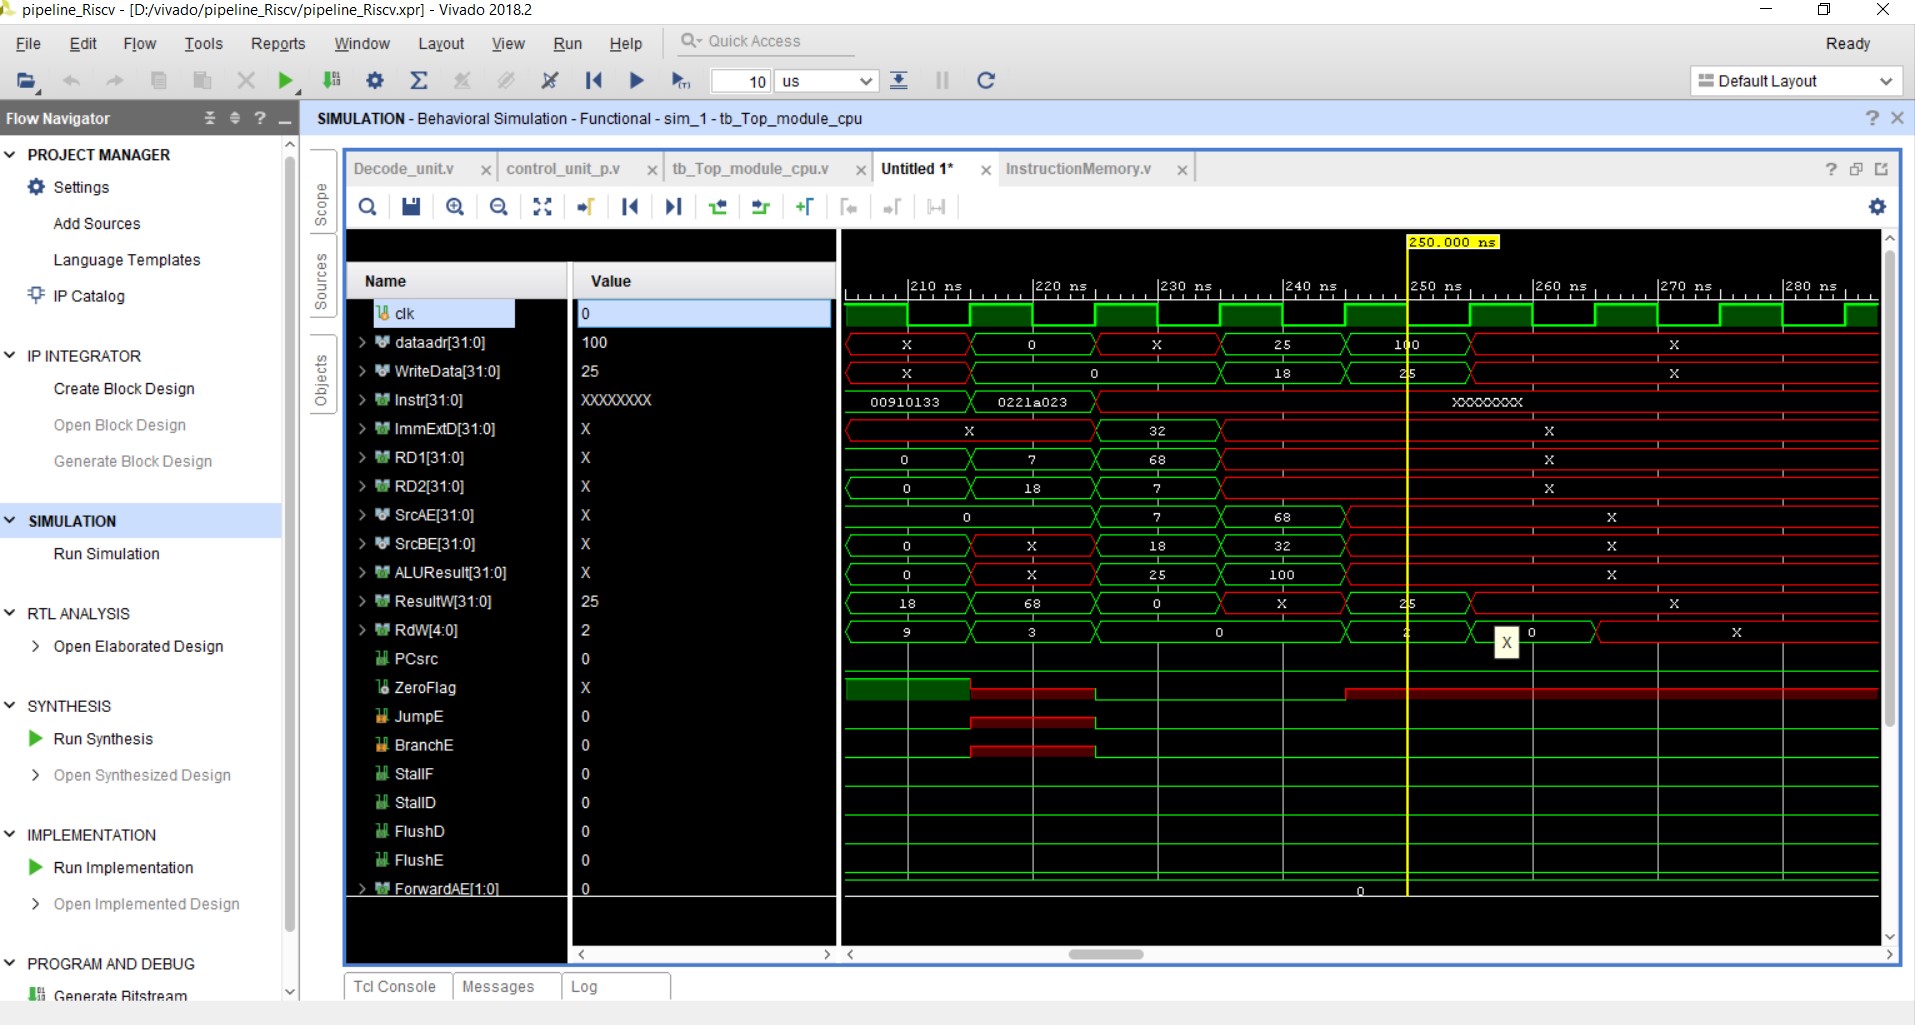 pipeline_Riscv - [D:/vivado/pipeline_Riscv/pipeline_Riscv.xpr] - Vivado 2018.2
File Edit Flow Tools Reports Window Layout View Run Help Quick Access Ready
10 us Default Layout
Flow Navigator
SIMULATION - Behavioral Simulation - Functional - sim_1 - tb_Top_module_cpu
PROJECT MANAGER
Settings
Add Sources
Language Templates
IP Catalog
IP INTEGRATOR
Create Block Design
Open Block Design
Generate Block Design
SIMULATION
Run Simulation
RTL ANALYSIS
Open Elaborated Design
SYNTHESIS
Run Synthesis
Open Synthesized Design
IMPLEMENTATION
Run Implementation
Open Implemented Design
PROGRAM AND DEBUG
Generate Bitstream
Scope
Sources
Objects
Decode_unit.v control_unit_p.v tb_Top_module_cpu.v Untitled 1* InstructionMemory.v
250.000 ns
Name Value
210 ns 220 ns 230 ns 240 ns 250 ns 260 ns 270 ns 280 ns
clk 0
dataadr[31:0] 100 X 0 X 25 100 X
WriteData[31:0] 25 X 0 18 25 X
Instr[31:0] XXXXXXXX 00910133 0221a023 XXXXXXXX
ImmExtD[31:0] X X 32 X
RD1[31:0] X 0 7 68 X
RD2[31:0] X 0 18 7 X
SrcAE[31:0] X 0 7 68 X
SrcBE[31:0] X 0 X 18 32 X
ALUResult[31:0] X 0 X 25 100 X
ResultW[31:0] 25 18 68 0 X 25 X
RdW[4:0] 2 9 3 0 2 0 X
X
PCsrc 0
ZeroFlag X
JumpE 0
BranchE 0
StallF 0
StallD 0
FlushD 0
FlushE 0
ForwardAE[1:0] 0 0
Tcl Console Messages Log